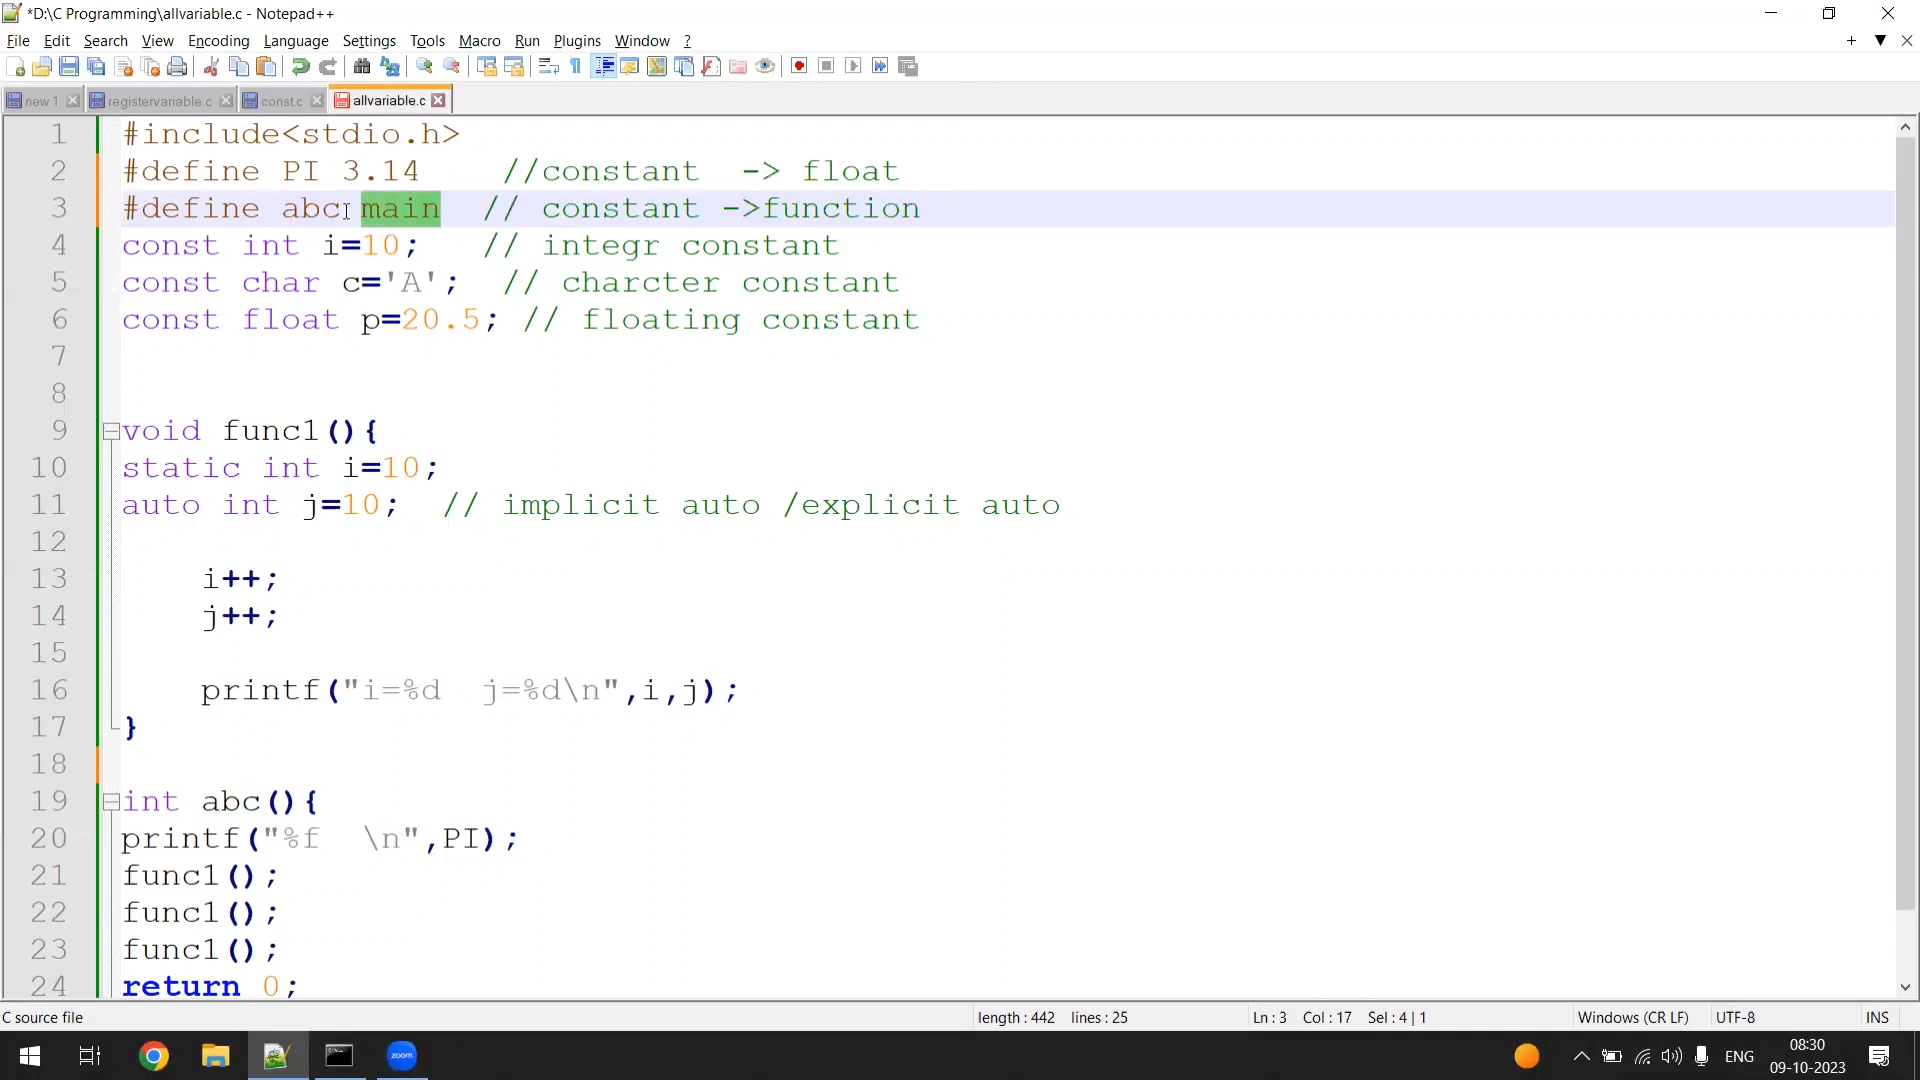 *D:\C Programming\allvariable.c - Notepad++
File Edit Search View Encoding Language Settings Tools Macro Run Plugins Window ?
new 1 registervariable.c const.c allvariable.c
1 #include<stdio.h>
2 #define PI 3.14 //constant -> float
3 #define abc main // constant ->function
4 const int i=10; // integr constant
5 const char c='A'; // charcter constant
6 const float p=20.5; // floating constant
7
8
9 void func1(){
10 static int i=10;
11 auto int j=10; // implicit auto /explicit auto
12
13 i++;
14 j++;
15
16 printf("i=%d j=%d\n",i,j);
17 }
18
19 int abc(){
20 printf("%f \n",PI);
21 func1();
22 func1();
23 func1();
24 return 0;
C source file length : 442 lines : 25 Ln : 3 Col : 17 Sel : 4 | 1 Windows (CR LF) UTF-8 INS
zoom ENG 08:30
09-10-2023